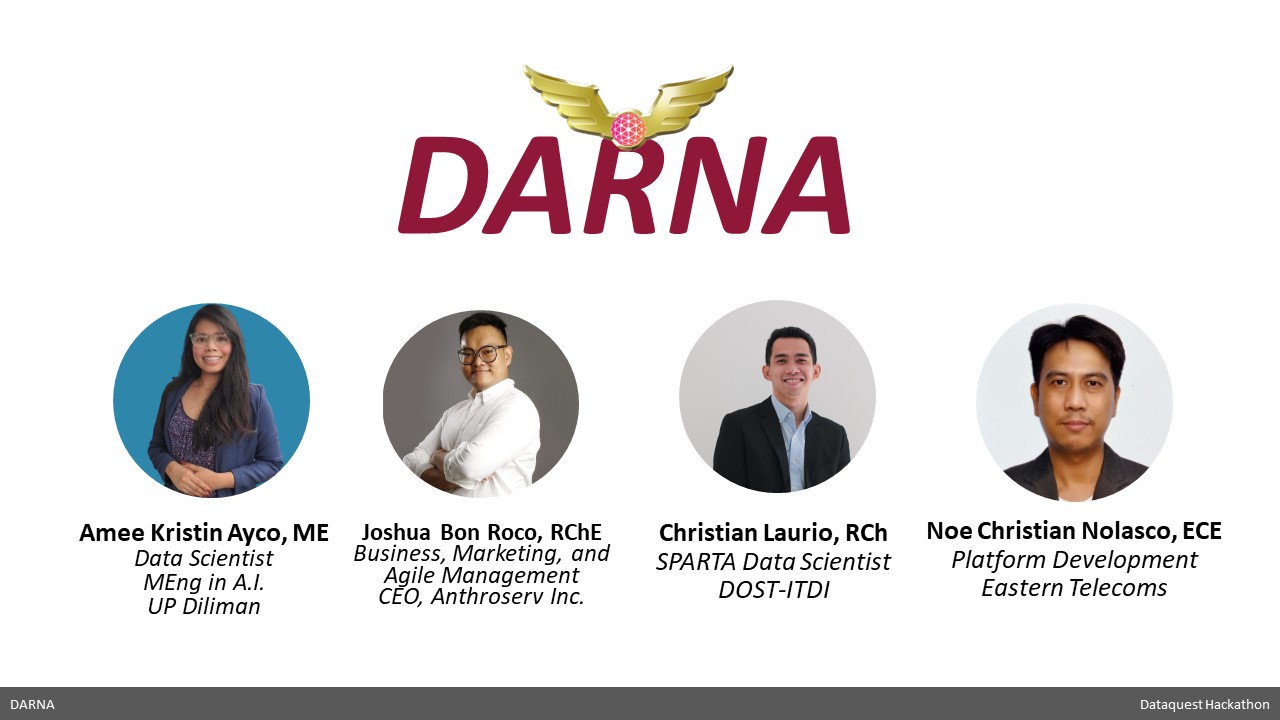 DARNA
Amee Kristin Ayco, ME
Data Scientist
MEng in A.I.
UP Diliman
Joshua Bon Roco, RChE
Business, Marketing, and
Agile Management
CEO, Anthroserv Inc.
Christian Laurio, RCh
SPARTA Data Scientist
DOST-ITDI
Noe Christian Nolasco, ECE
Platform Development
Eastern Telecoms
DARNA
Dataquest Hackathon